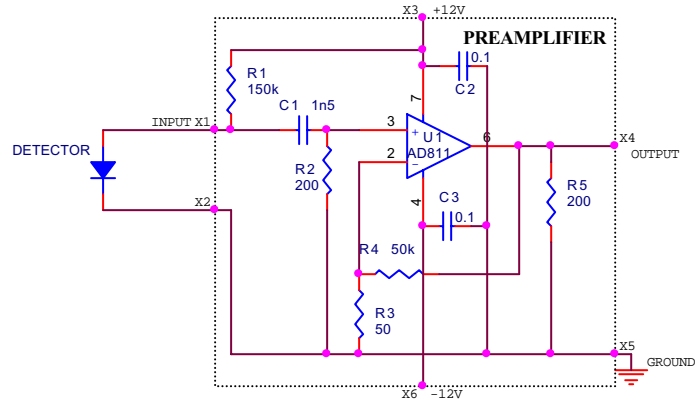 X3 +12V
PREAMPLIFIER
0.1
C2
R1
150k
7
C1 1n5
INPUT X1
3
+ U1
6
X4
OUTPUT
DETECTOR
AD811
2
−
R2
200
R5
200
4
C3
0.1
X2
R4 50k
R3
50
X5
GROUND
X6 -12V